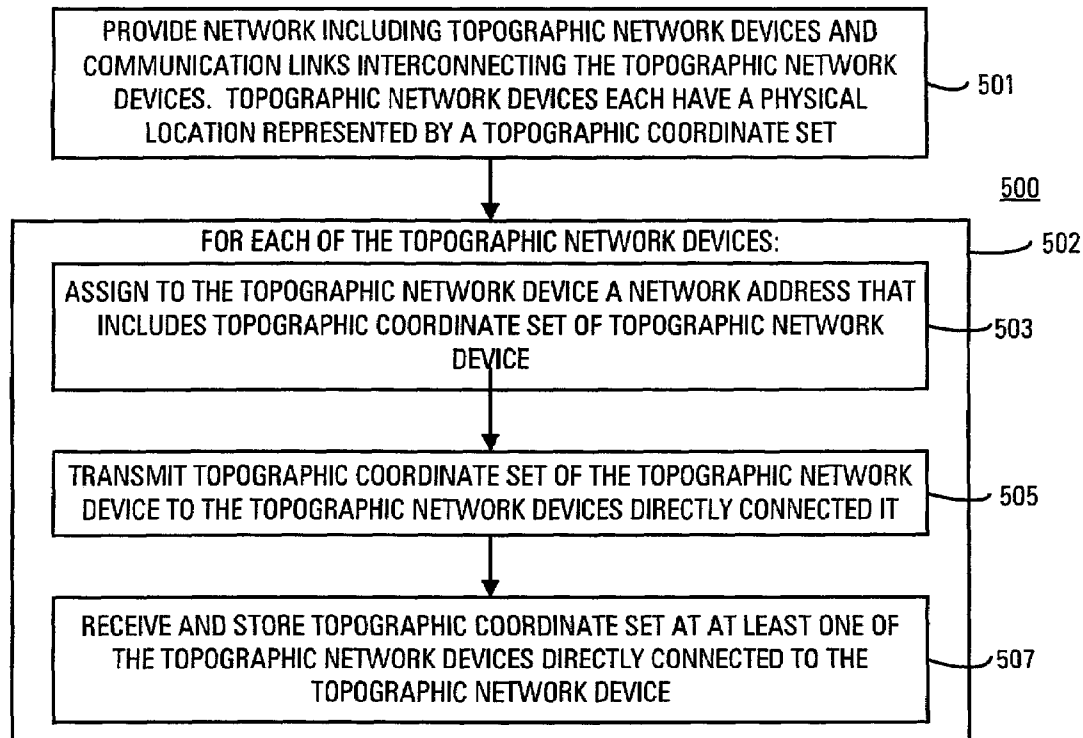 PROVIDE NETWORK INCLUDING TOPOGRAPHIC NETWORK DEVICES AND
COMMUNICATION LINKS INTERCONNECTING THE TOPOGRAPHIC NETWORK
DEVICES. TOPOGRAPHIC NETWORK DEVICES EACH HAVE A PHYSICAL
LOCATION REPRESENTED BY A TOPOGRAPHIC COORDINATE SET
501
500
FOR EACH OF THE TOPOGRAPHIC NETWORK DEVICES:
502
ASSIGN TO THE TOPOGRAPHIC NETWORK DEVICE A NETWORK ADDRESS THAT
INCLUDES TOPOGRAPHIC COORDINATE SET OF TOPOGRAPHIC NETWORK
DEVICE
503
TRANSMIT TOPOGRAPHIC COORDINATE SET OF THE TOPOGRAPHIC NETWORK
DEVICE TO THE TOPOGRAPHIC NETWORK DEVICES DIRECTLY CONNECTED IT
505
RECEIVE AND STORE TOPOGRAPHIC COORDINATE SET AT AT LEAST ONE OF
THE TOPOGRAPHIC NETWORK DEVICES DIRECTLY CONNECTED TO THE
TOPOGRAPHIC NETWORK DEVICE
507